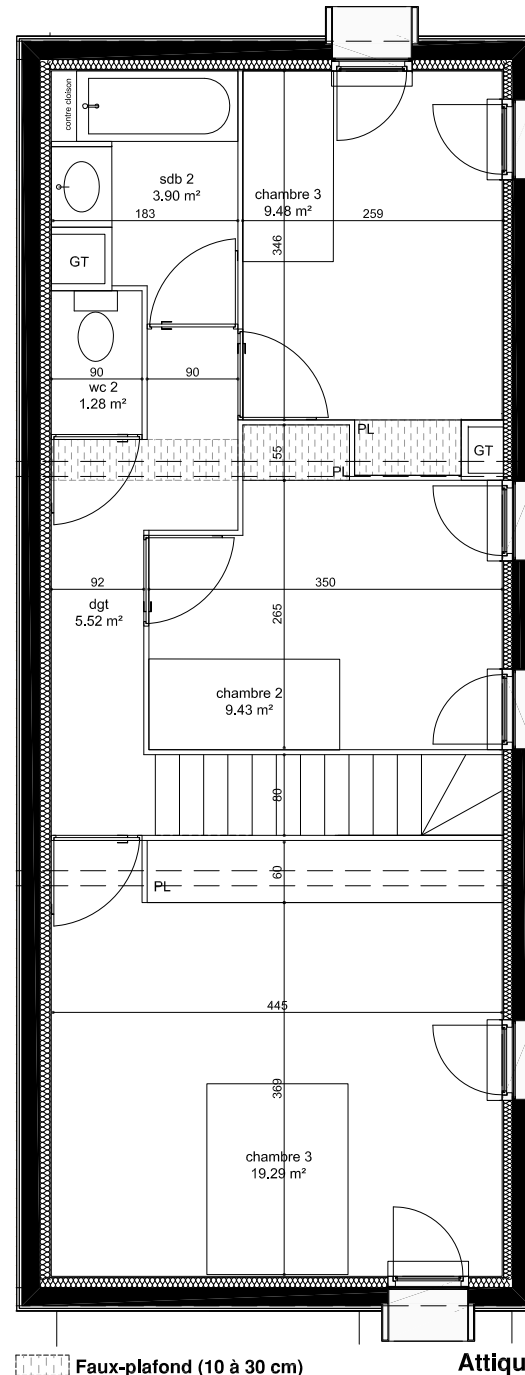 contre cloison
sdb 2
3.90 m²
183
chambre 3
9.48 m²
259
346
GT
90
wc 2
1.28 m²
90
PL
55
PL
GT
92
dgt
5.52 m²
350
265
chambre 2
9.43 m²
80
60
PL
445
369
chambre 3
19.29 m²
Faux-plafond (10 à 30 cm)
Attiqu